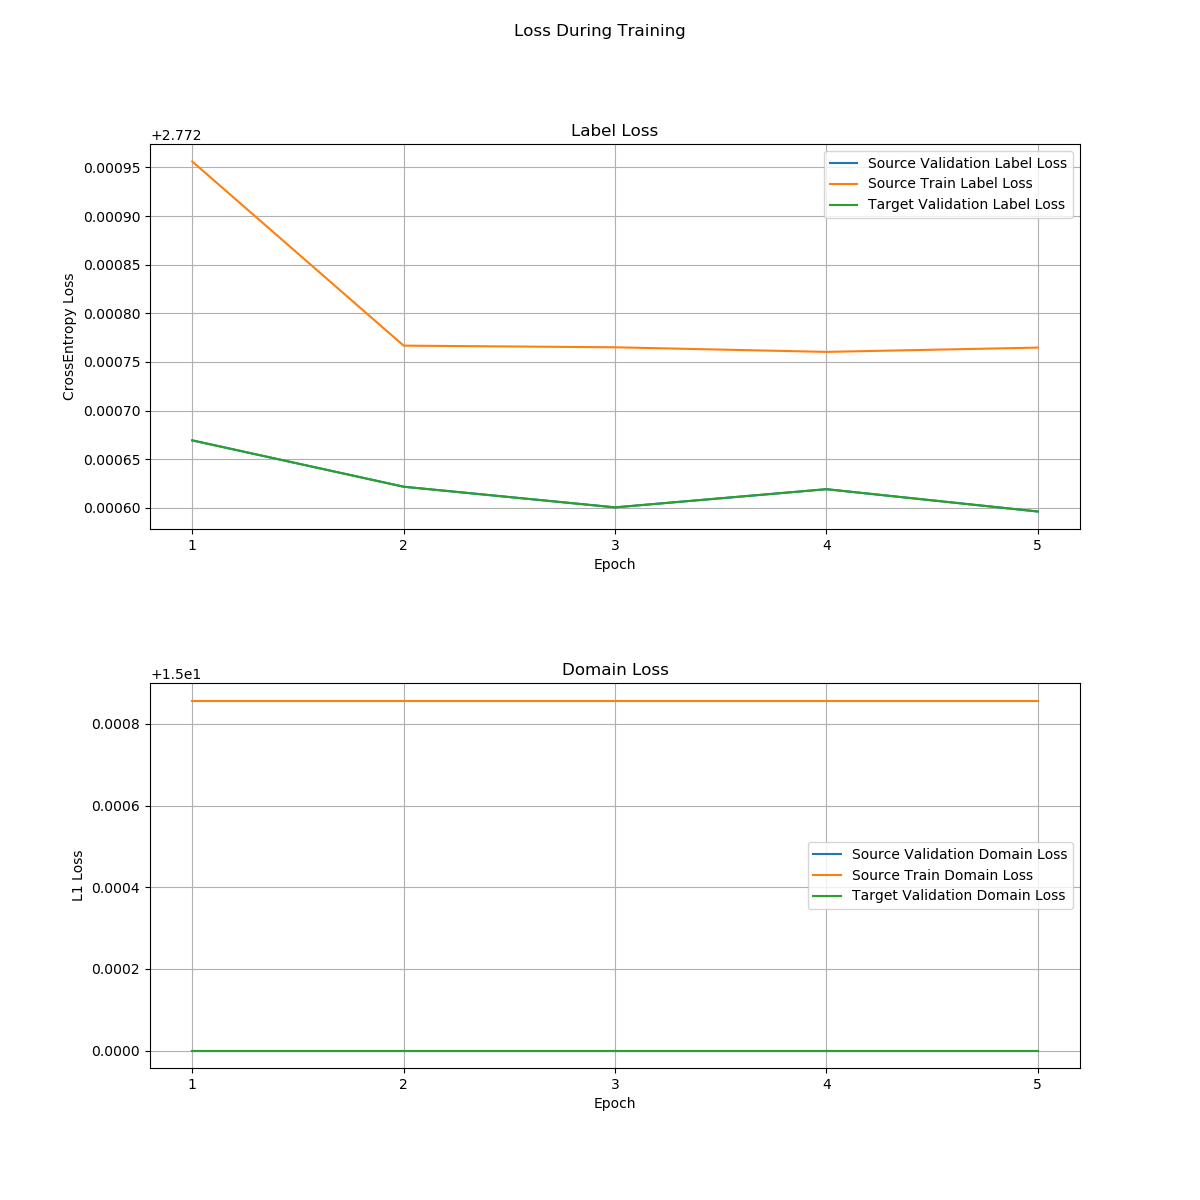 Loss During Training
Label Loss
+2.772
0.00095
0.00090
0.00085
0.00080
0.00075
0.00070
0.00065
0.00060
CrossEntropy Loss
Source Validation Label Loss
Source Train Label Loss
Target Validation Label Loss
1 2 3 4 5
Epoch
Domain Loss
+1.5e1
0.0008
0.0006
0.0004
0.0002
0.0000
L1 Loss
Source Validation Domain Loss
Source Train Domain Loss
Target Validation Domain Loss
1 2 3 4 5
Epoch